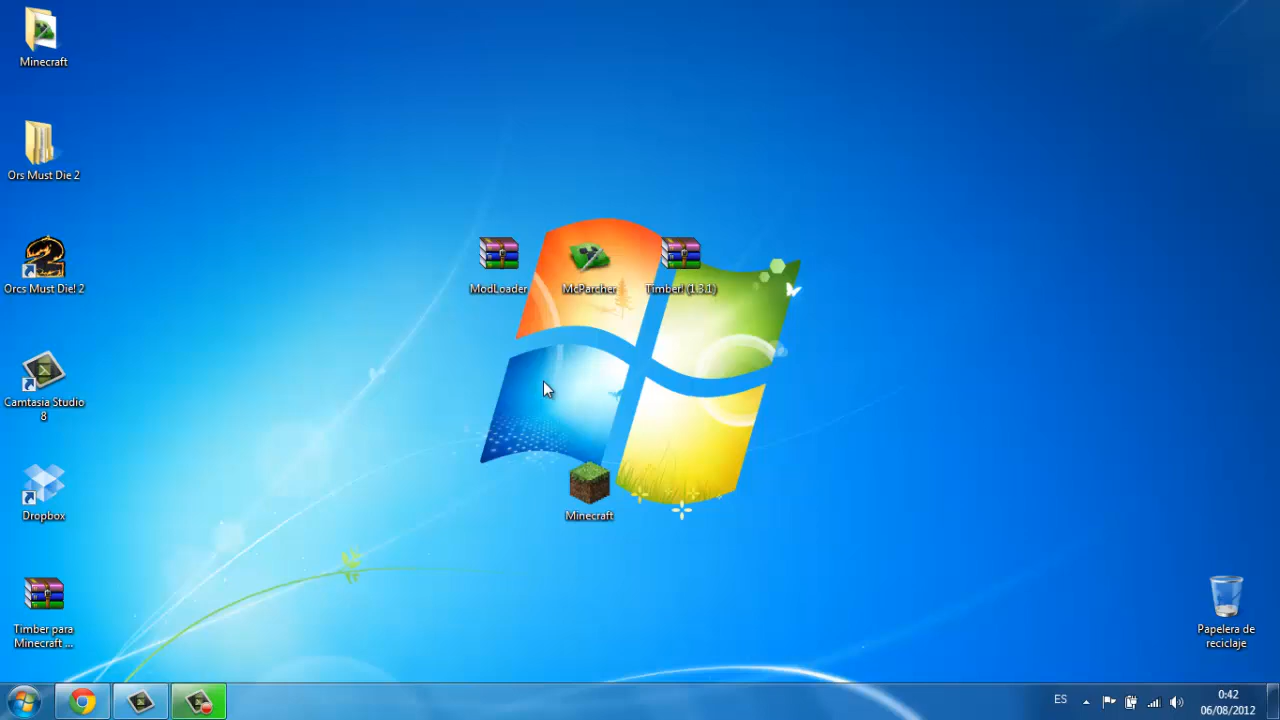 Minecraft
Ors Must Die 2
Orcs Must Die! 2
Camtasia Studio
8
Dropbox
Timber para
Minecraft ...
ModLoader
McParcher
Timber! (1.3.1)
Minecraft
Papelera de
reciclaje
ES
0:42
06/08/2012